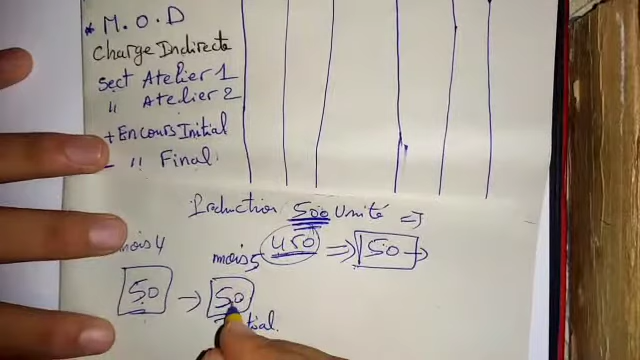 * M.O.D
Charge Indirecte
Sect Atelier 1
" Atelier 2
+ Encours Initial
- " Final
Production 500 Unité =>
450 => 50 ->
mois 4
mois 5
50 -> 50